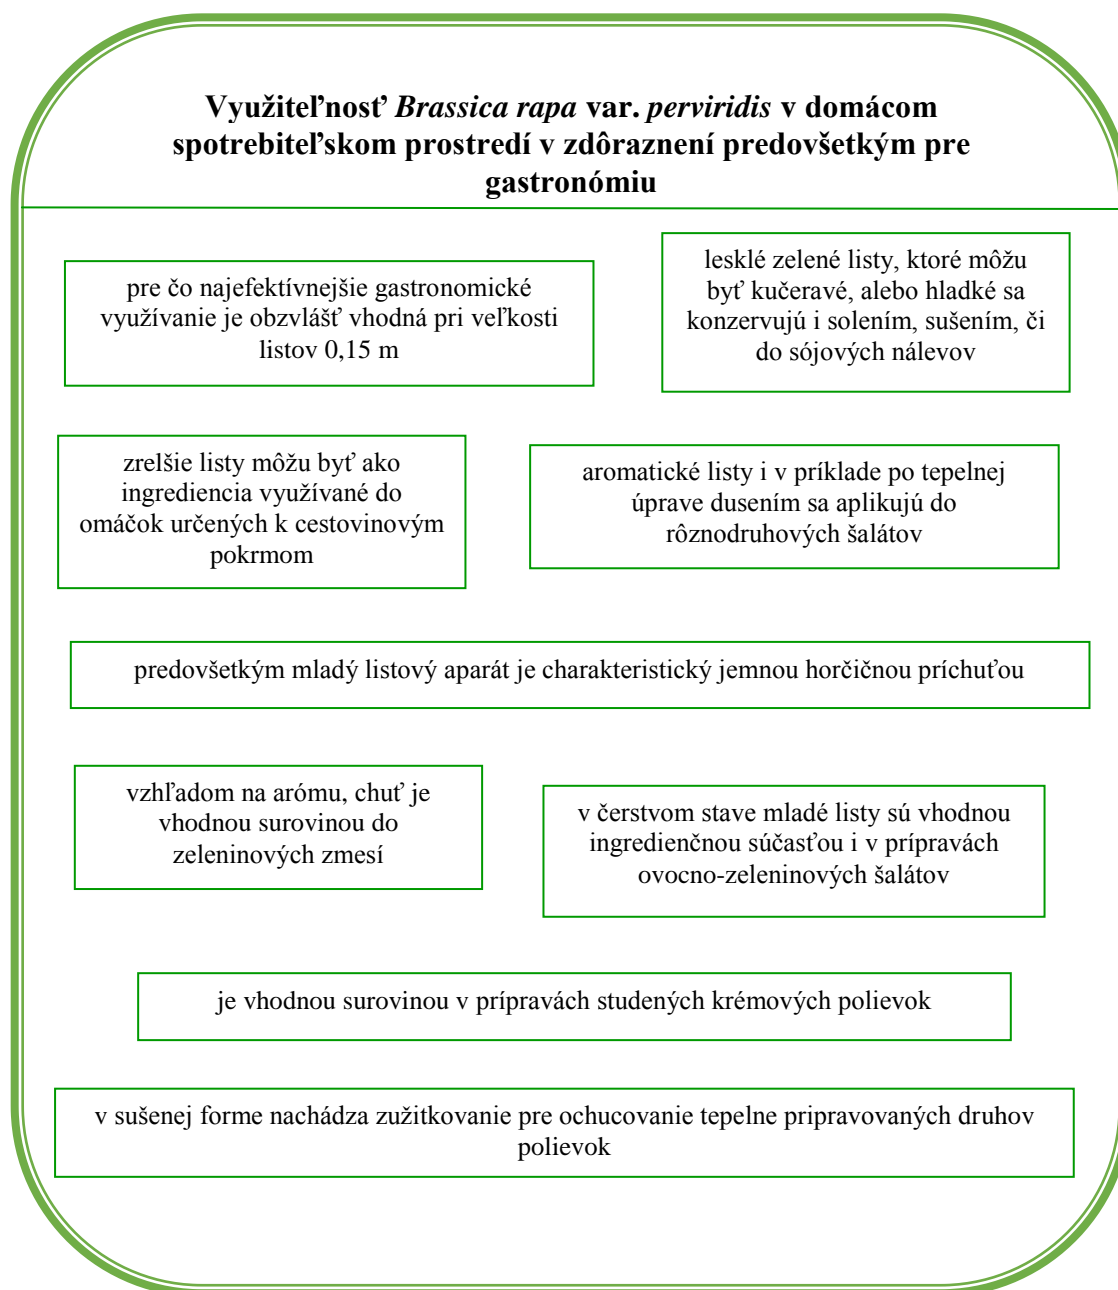 Využiteľnosť Brassica rapa var. perviridis v domácom
spotrebiteľskom prostredí v zdôraznení predovšetkým pre
gastronómiu
pre čo najefektívnejšie gastronomické
využívanie je obzvlášť vhodná pri veľkosti
listov 0,15 m
lesklé zelené listy, ktoré môžu
byť kučeravé, alebo hladké sa
konzervujú i solením, sušením, či
do sójových nálevov
zrelšie listy môžu byť ako
ingrediencia využívané do
omáčok určených k cestovinovým
pokrmom
aromatické listy i v príklade po tepelnej
úprave dusením sa aplikujú do
rôznodruhových šalátov
predovšetkým mladý listový aparát je charakteristický jemnou horčičnou príchuťou
vzhľadom na arómu, chuť je
vhodnou surovinou do
zeleninových zmesí
v čerstvom stave mladé listy sú vhodnou
ingredienčnou súčasťou i v prípravách
ovocno-zeleninových šalátov
je vhodnou surovinou v prípravách studených krémových polievok
v sušenej forme nachádza zužitkovanie pre ochucovanie tepelne pripravovaných druhov
polievok